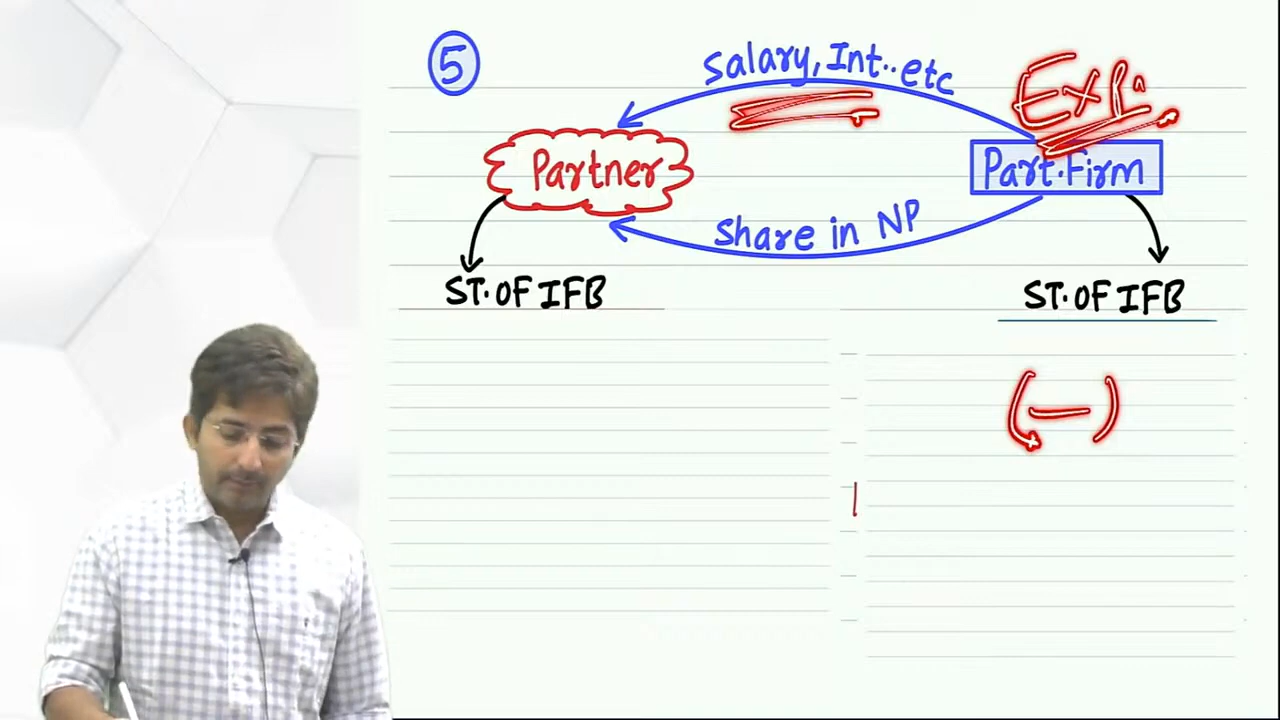 5
Salary, Int.. etc
Exp.
Partner
Part.Firm
Share in NP
ST.OF IFB
ST.OF IFB
(—)